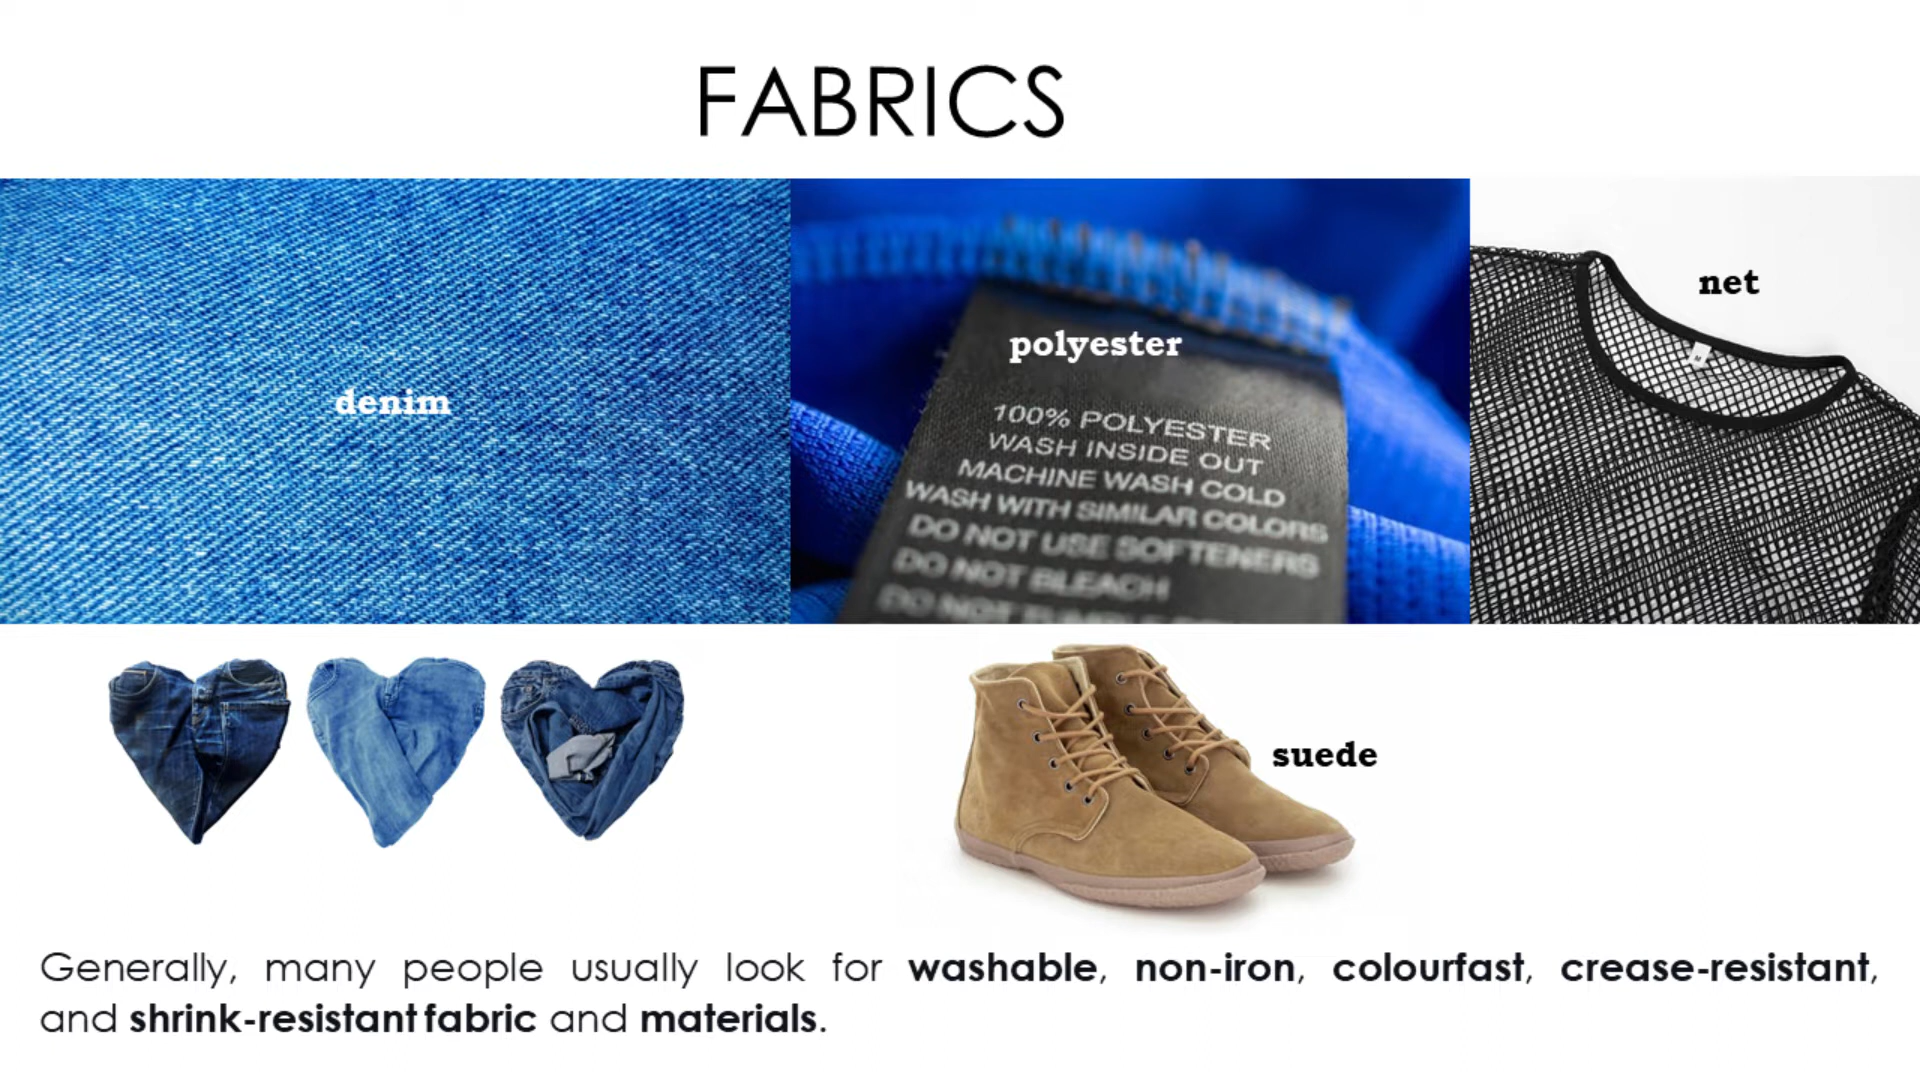 FABRICS
denim
polyester
100% POLYESTER
WASH INSIDE OUT
MACHINE WASH COLD
WASH WITH SIMILAR COLORS
DO NOT USE SOFTENERS
DO NOT BLEACH
DO NOT
net
M
suede
Generally, many people usually look for washable, non-iron, colourfast, crease-resistant,
and shrink-resistant fabric and materials.